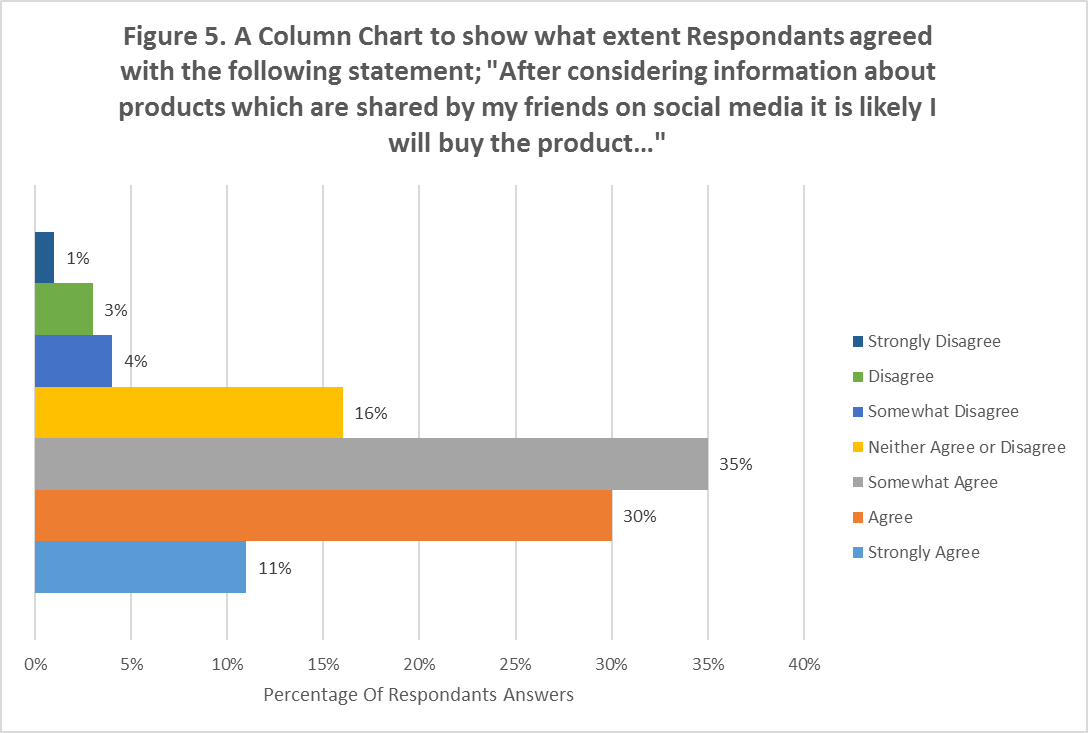 Figure 5. A Column Chart to show what extent Respondants agreed
with the following statement; "After considering information about
products which are shared by my friends on social media it is likely I
will buy the product..."
1%
3%
4%
16%
35%
30%
11%
Strongly Disagree
Disagree
Somewhat Disagree
Neither Agree or Disagree
Somewhat Agree
Agree
Strongly Agree
0% 5% 10% 15% 20% 25% 30% 35% 40%
Percentage Of Respondants Answers